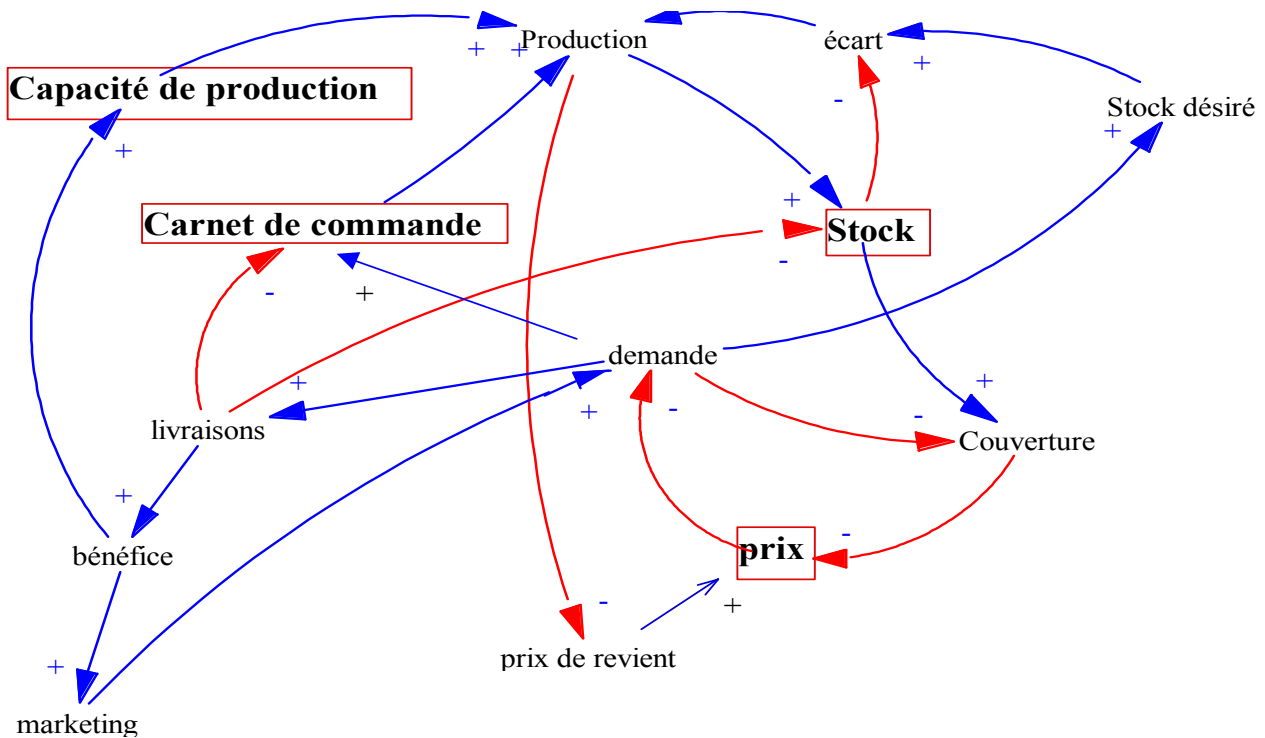 Production
écart
+ + +
Capacité de production
-
Stock désiré
+
+
Carnet de commande
+
Stock
-
-
+
demande
+
+
+
-
-
livraisons
Couverture
+
-
bénéfice
prix
-
+
prix de revient
+
marketing